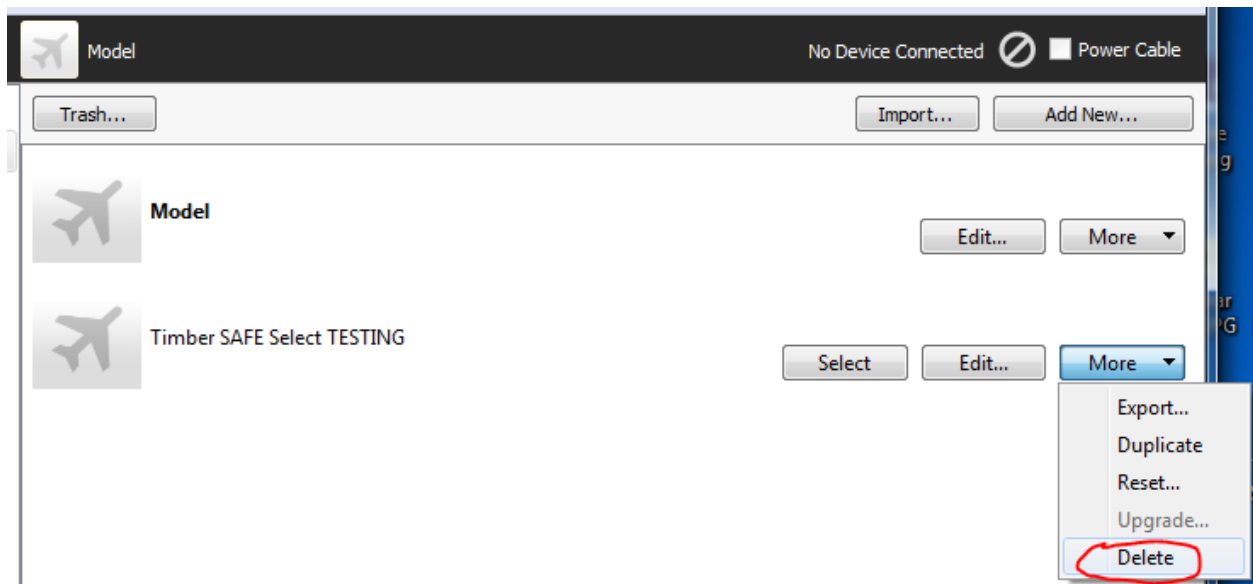 Model
No Device Connected Power Cable
Trash... Import... Add New...
Model
Edit... More
Timber SAFE Select TESTING
Select Edit... More
Export...
Duplicate
Reset...
Upgrade...
Delete
e
g
ar
G